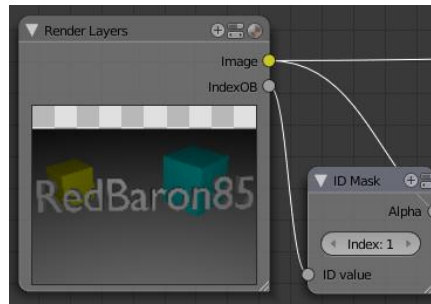 Render Layers
Image
IndexOB
RedBaron85
ID Mask
Alpha
Index: 1
ID value